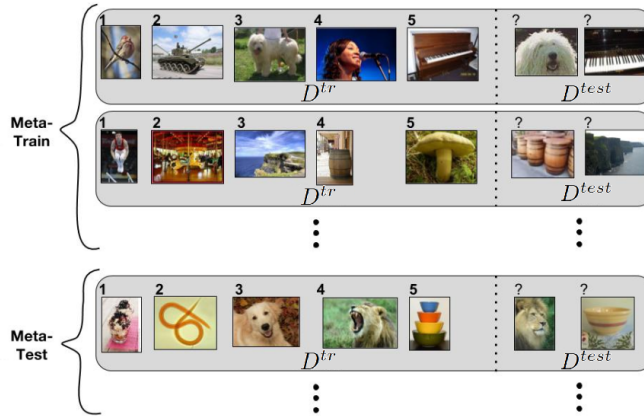 1 2 3 4 5 ? ?
D^{tr} D^{test}
Meta-
Train
1 2 3 4 5 ? ?
D^{tr} D^{test}
1 2 3 4 5 ? ?
Meta-
Test
D^{tr} D^{test}